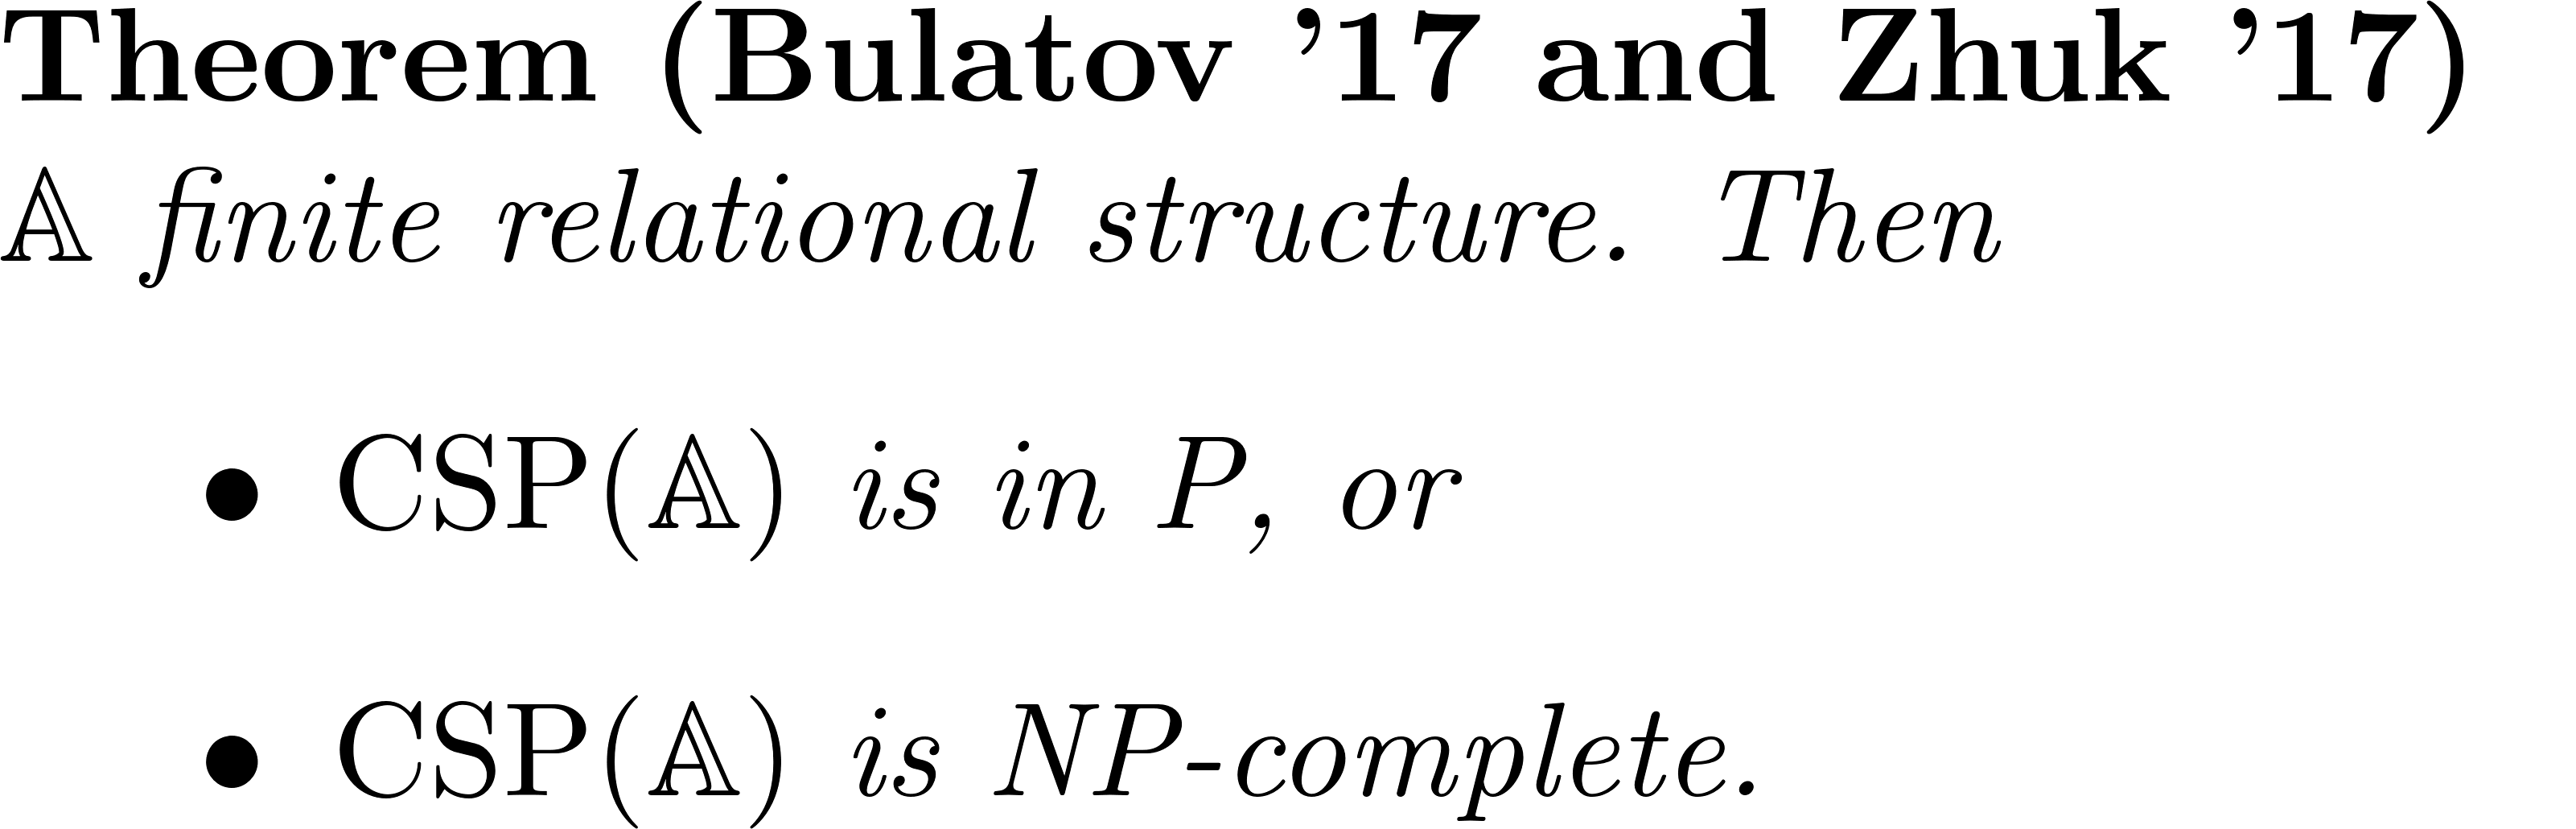 Theorem (Bulatov ’17 and Zhuk ’17)
𝔸 finite relational structure. Then
• CSP(𝔸) is in P, or
• CSP(𝔸) is NP-complete.